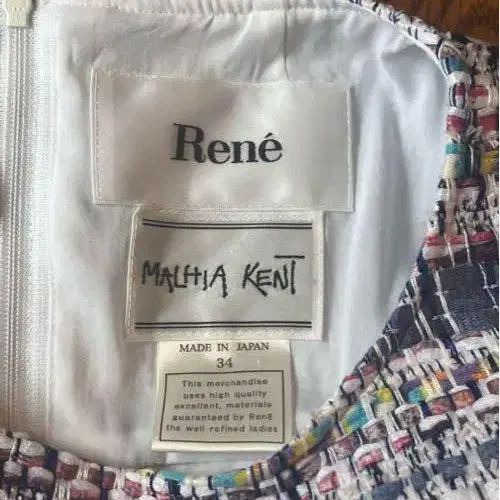 René
MALHIA KENT
MADE IN JAPAN
34
This merchandise
uses high quality
excellent, materials
guaranteed by René
the well refined ladies